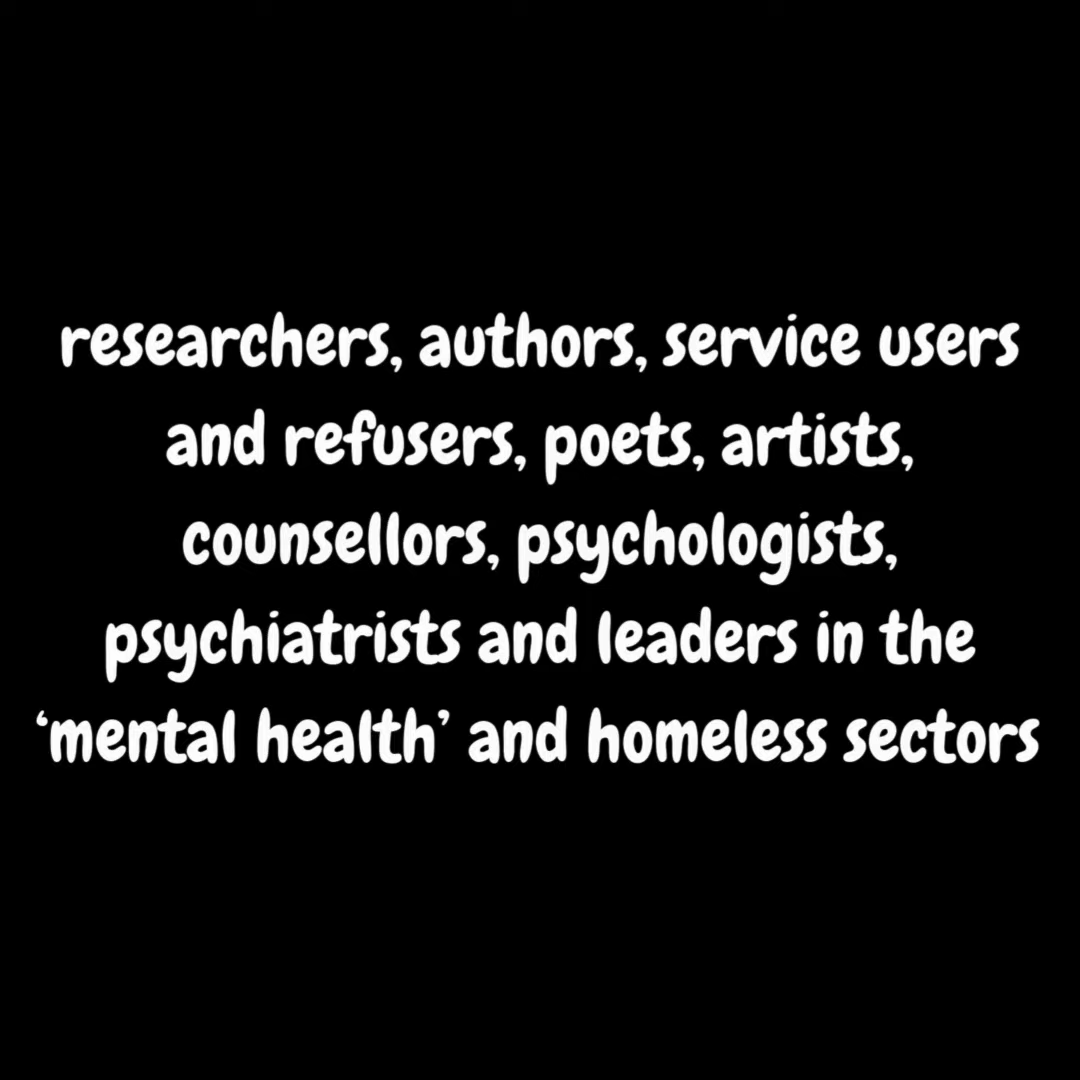 researchers, authors, service users
and refusers, poets, artists,
counsellors, psychologists,
psychiatrists and leaders in the
‘mental health’ and homeless sectors